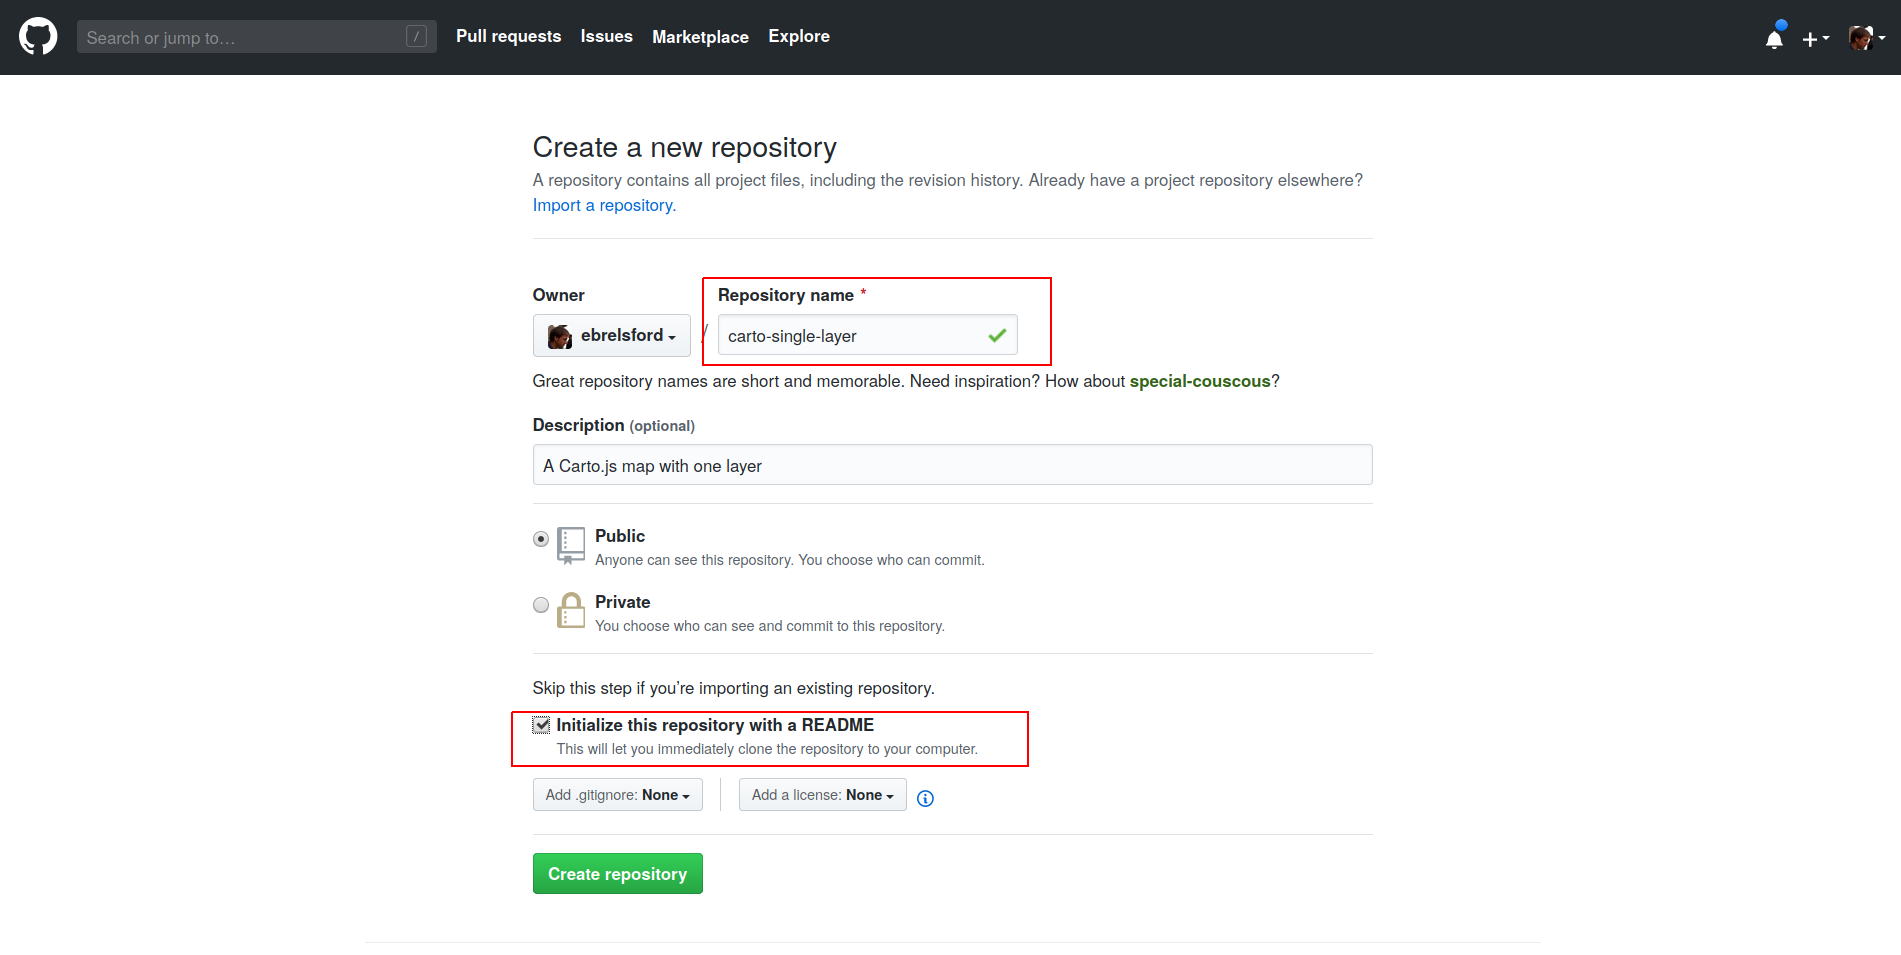 Search or jump to…
/
Pull requests
Issues
Marketplace
Explore
Create a new repository
A repository contains all project files, including the revision history. Already have a project repository elsewhere?
Import a repository.
Owner
Repository name *
ebrelsford
/
carto-single-layer
Great repository names are short and memorable. Need inspiration? How about special-couscous?
Description (optional)
A Carto.js map with one layer
Public
Anyone can see this repository. You choose who can commit.
Private
You choose who can see and commit to this repository.
Skip this step if you’re importing an existing repository.
Initialize this repository with a README
This will let you immediately clone the repository to your computer.
Add .gitignore: None
Add a license: None
Create repository